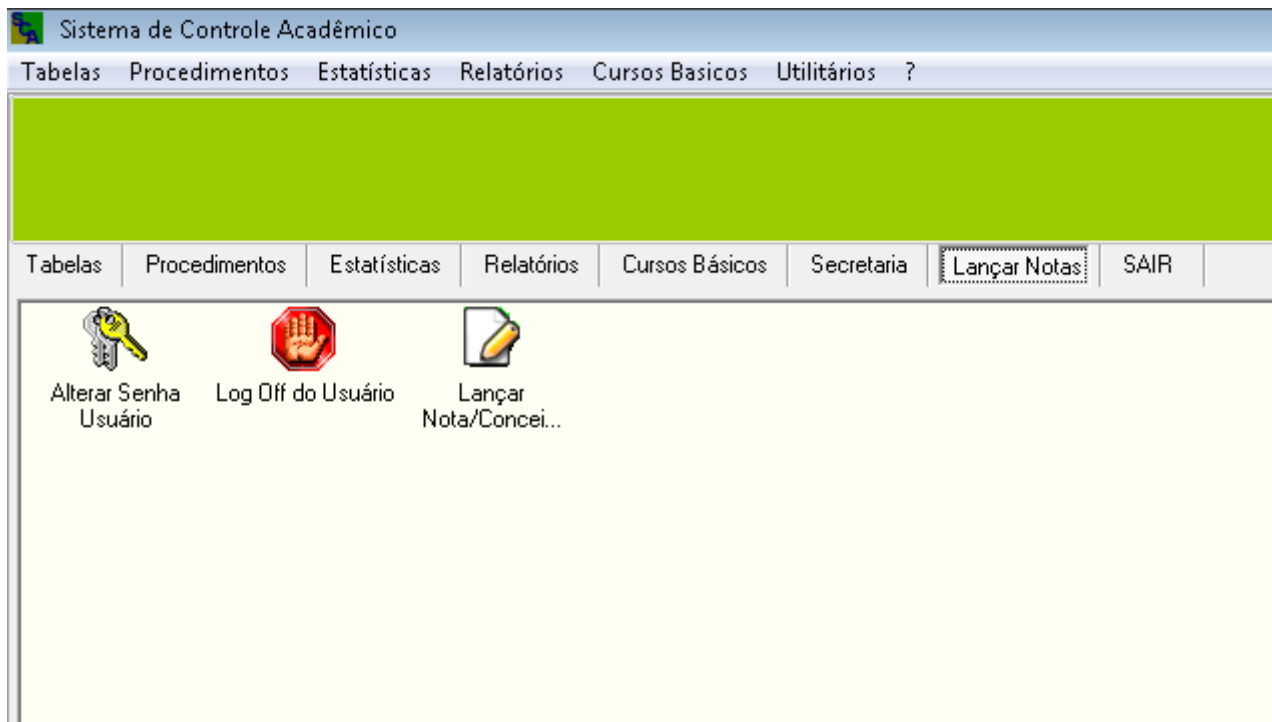 SCA
Sistema de Controle Acadêmico
Tabelas Procedimentos Estatísticas Relatórios Cursos Basicos Utilitários ?
Tabelas Procedimentos Estatísticas Relatórios Cursos Básicos Secretaria Lançar Notas SAIR
Alterar Senha
Usuário
Log Off do Usuário
Lançar
Nota/Concei...